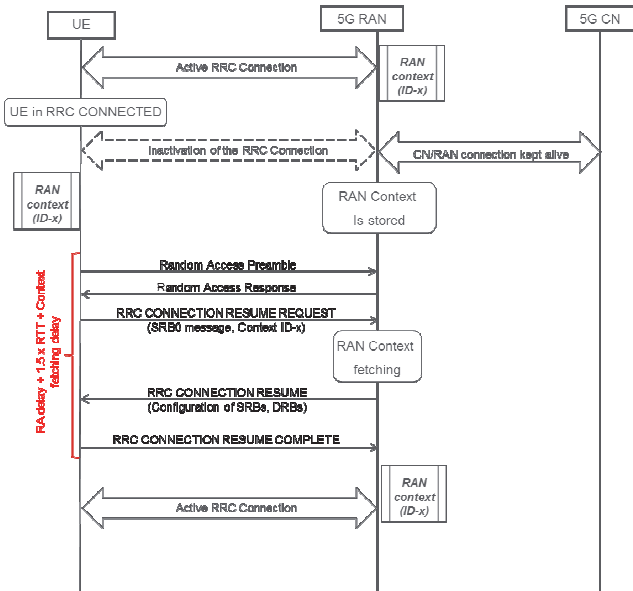 UE
5G RAN
5G CN
Active RRC Connection
RAN
context
(ID-x)
UE in RRC CONNECTED
Inactivation of the RRC Connection
CN/RAN connection kept alive
RAN
context
(ID-x)
RAN Context
Is stored
Random Access Preamble
Random Access Response
RRC CONNECTION RESUME REQUEST
(SRB0 message, Context ID-x)
RAN Context
fetching
RA delay + 1.5 x RTT + Context
fetching delay
RRC CONNECTION RESUME
(Configuration of SRBs, DRBs)
RRC CONNECTION RESUME COMPLETE
RAN
context
(ID-x)
Active RRC Connection